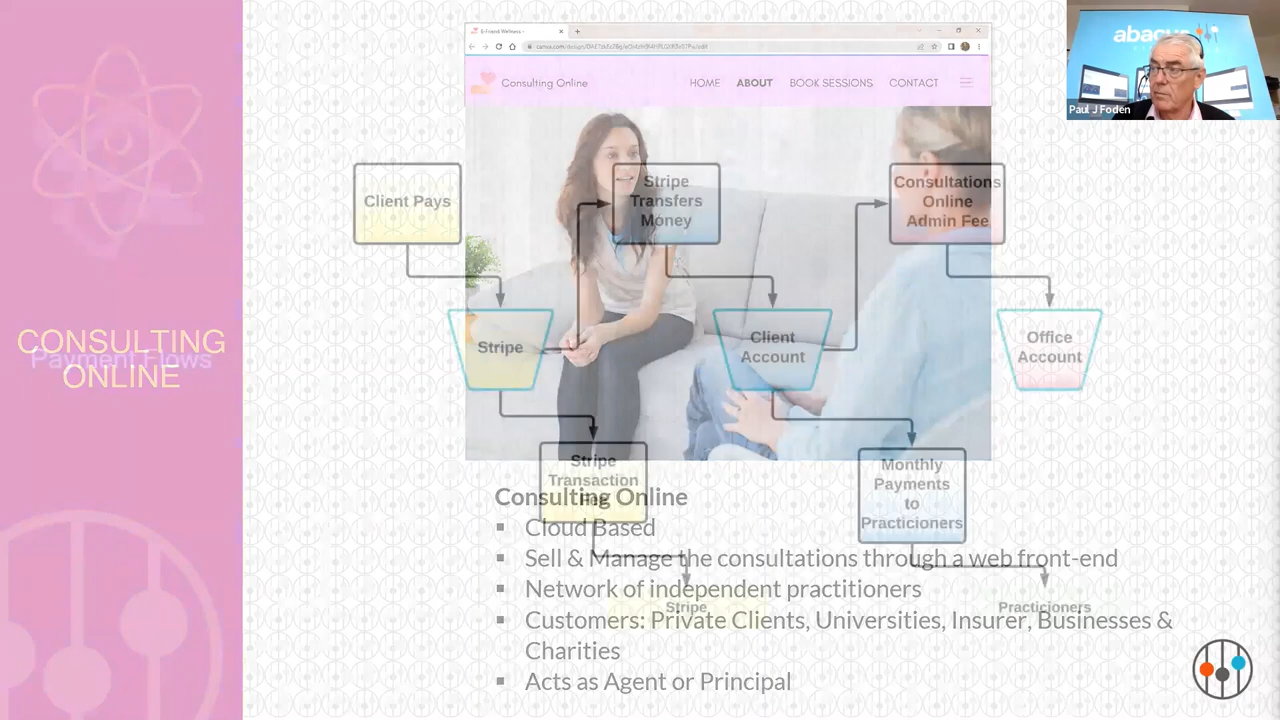 E-Friend Wellness -
Consulting Online
HOME
ABOUT
BOOK SESSIONS
CONTACT
abacus
Paul J Foden
Client Pays
Stripe
Transfers
Money
Consultations
Online
Admin Fee
CONSULTING
ONLINE
Payment Flows
Stripe
Client
Account
Office
Account
Stripe
Transaction
Fee
Monthly
Payments
to
Practicioners
Consulting Online
▪ Cloud Based
▪ Sell & Manage the consultations through a web front-end
▪ Network of independent practitioners
Stripe
Practicioners
▪ Customers: Private Clients, Universities, Insurer, Businesses &
Charities
▪ Acts as Agent or Principal